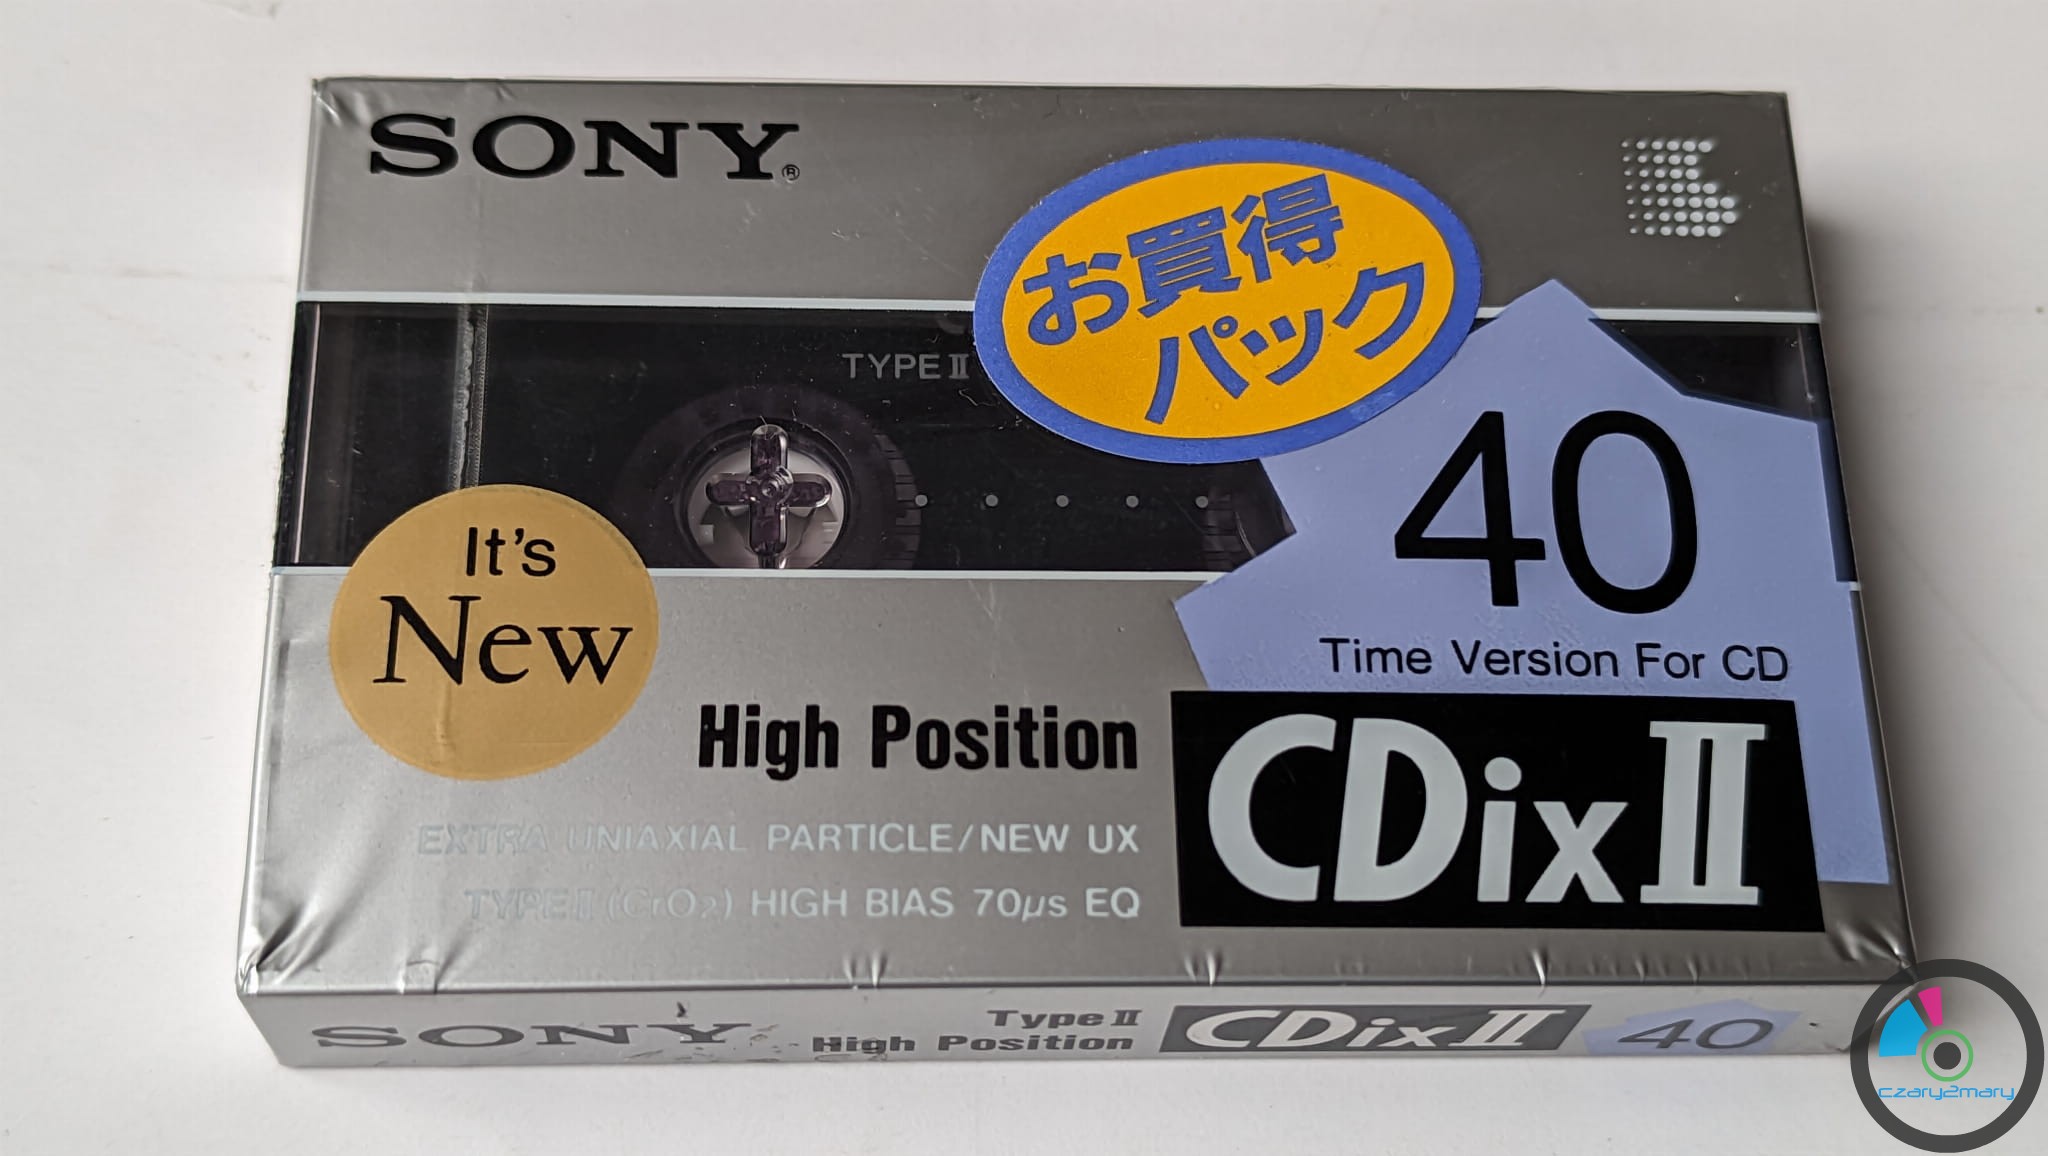 SONY®
お買得
パック
TYPE II
40
Time Version For CD
It's
New
High Position
CDix II
EXTRA UNIAXIAL PARTICLE/NEW UX
TYPE II (CrO2) HIGH BIAS 70µs EQ
SONY
Type II
High Position
CDix II
40
czary2mary